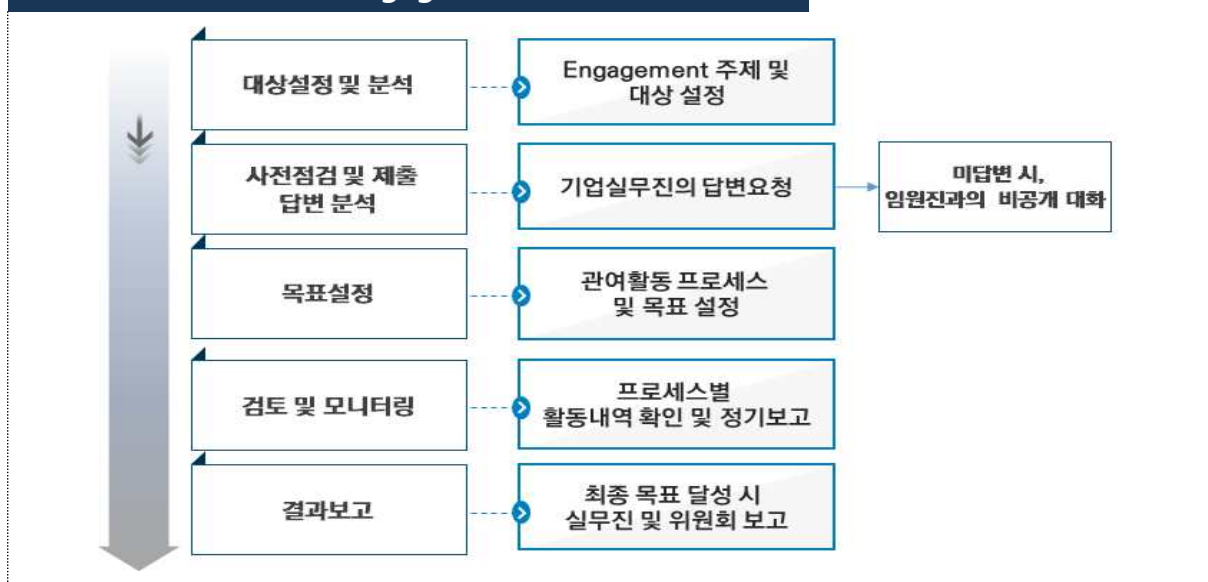 대상설정 및 분석
Engagement 주제 및
대상 설정
사전점검 및 제출
답변 분석
기업실무진의 답변요청
미답변 시,
임원진과의 비공개 대화
목표설정
관여활동 프로세스
및 목표 설정
검토 및 모니터링
프로세스별
활동내역 확인 및 정기보고
결과보고
최종 목표 달성 시
실무진 및 위원회 보고